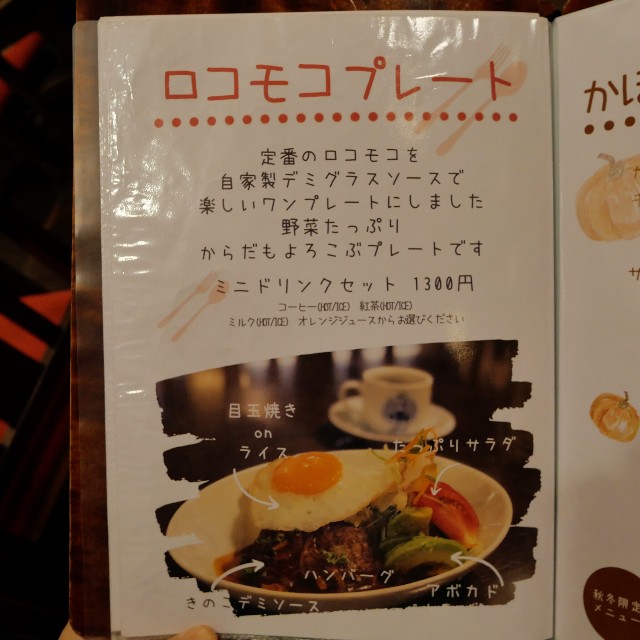 ロコモコプレート
定番のロコモコを
自家製デミグラスソースで
楽しいワンプレートにしました
野菜たっぷり
からだもよろこぶプレートです
ミニドリンクセット 1300円
コーヒー(HOT/ICE) 紅茶(HOT/ICE)
ミルク(HOT/ICE) オレンジジュースからお選びください
目玉焼き
on
ライス
たっぷりサラダ
ハンバーグ
アボカド
きのこデミソース
かぼ
秋冬限定
メニュー